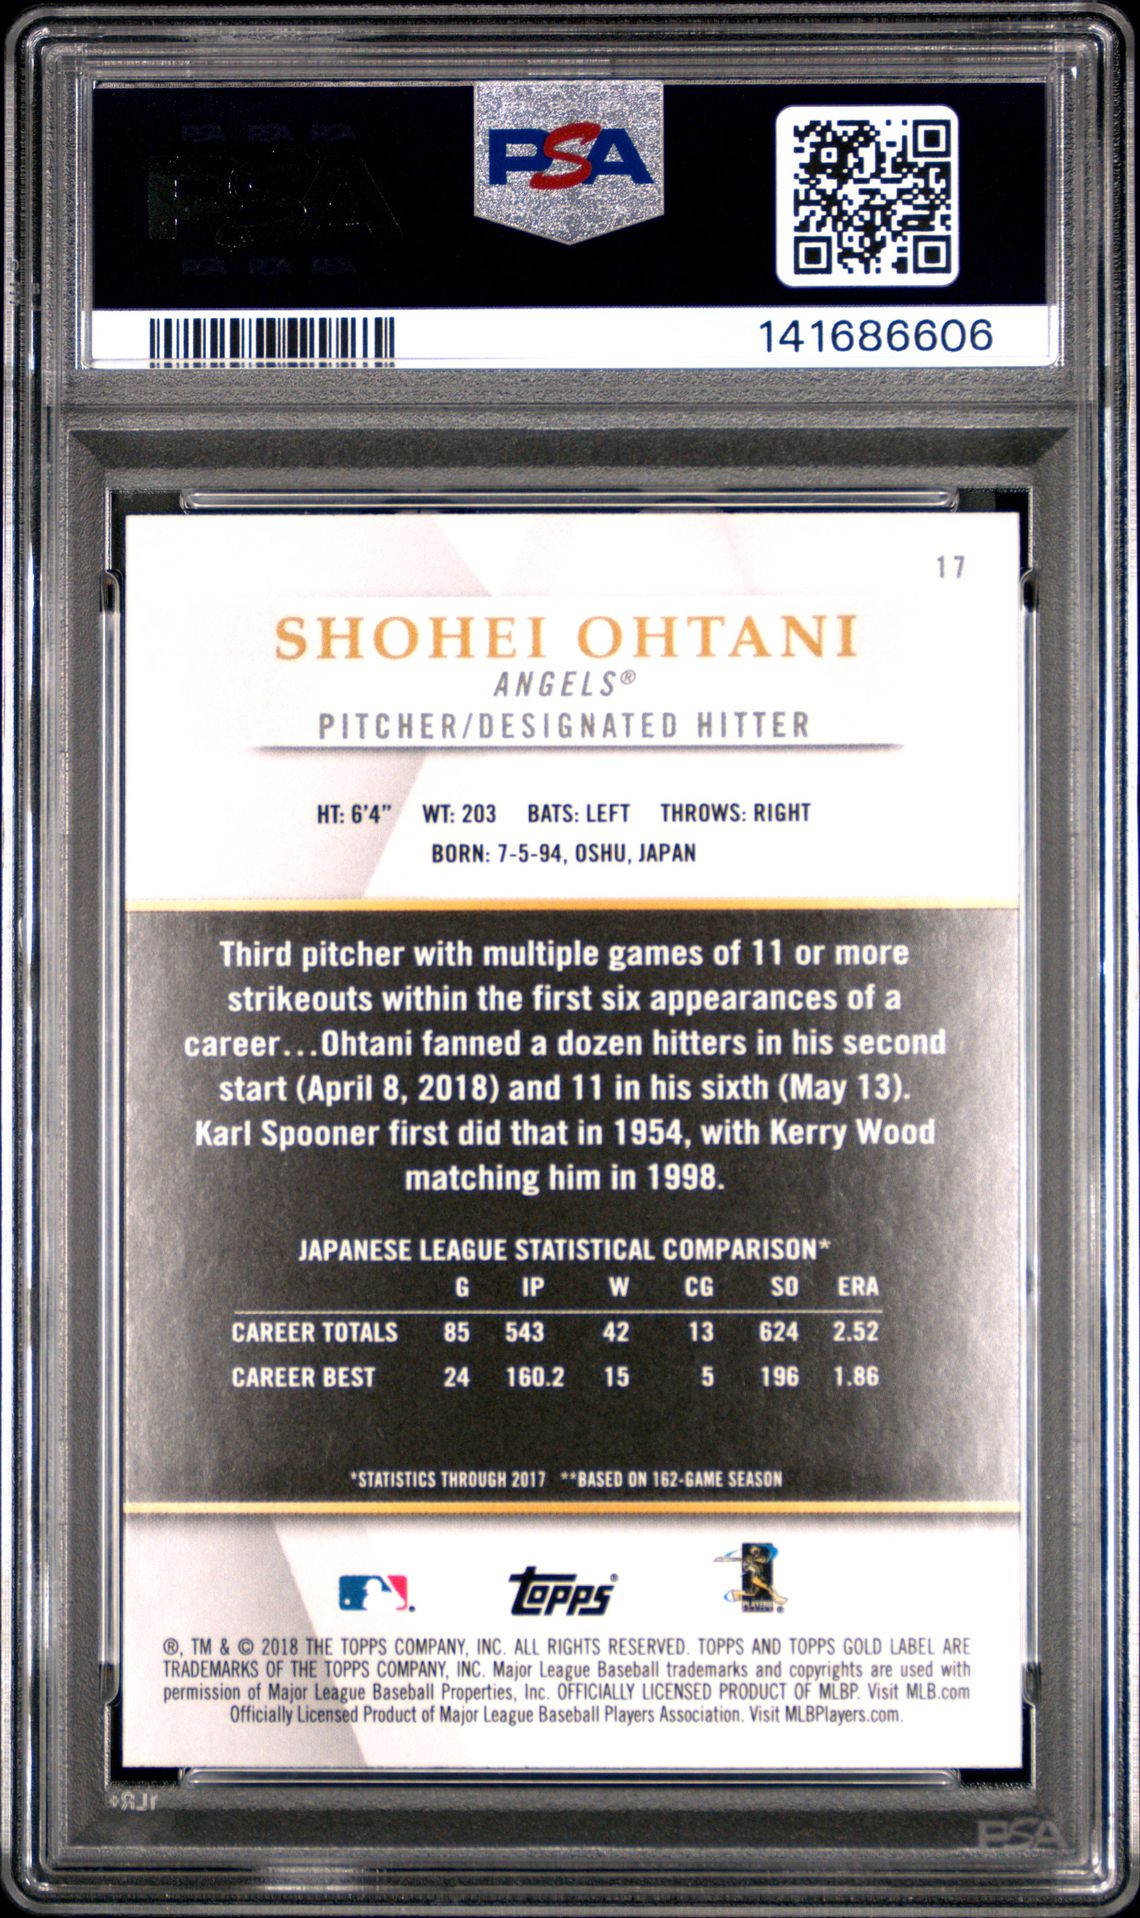 PSA PSA PSA
PSA
PSA PSA PSA
PSA
141686606
17
SHOHEI OHTANI
ANGELS®
PITCHER/DESIGNATED HITTER
HT: 6'4" WT: 203 BATS: LEFT THROWS: RIGHT
BORN: 7-5-94, OSHU, JAPAN
Third pitcher with multiple games of 11 or more
strikeouts within the first six appearances of a
career...Ohtani fanned a dozen hitters in his second
start (April 8, 2018) and 11 in his sixth (May 13).
Karl Spooner first did that in 1954, with Kerry Wood
matching him in 1998.
JAPANESE LEAGUE STATISTICAL COMPARISON*
G IP W CG SO ERA
CAREER TOTALS 85 543 42 13 624 2.52
CAREER BEST 24 160.2 15 5 196 1.86
*STATISTICS THROUGH 2017 **BASED ON 162-GAME SEASON
topps®
PLAYERS
®, TM & © 2018 THE TOPPS COMPANY, INC. ALL RIGHTS RESERVED. TOPPS AND TOPPS GOLD LABEL ARE
TRADEMARKS OF THE TOPPS COMPANY, INC. Major League Baseball trademarks and copyrights are used with
permission of Major League Baseball Properties, Inc. OFFICIALLY LICENSED PRODUCT OF MLBP. Visit MLB.com
Officially Licensed Product of Major League Baseball Players Association. Visit MLBPlayers.com.
PSA